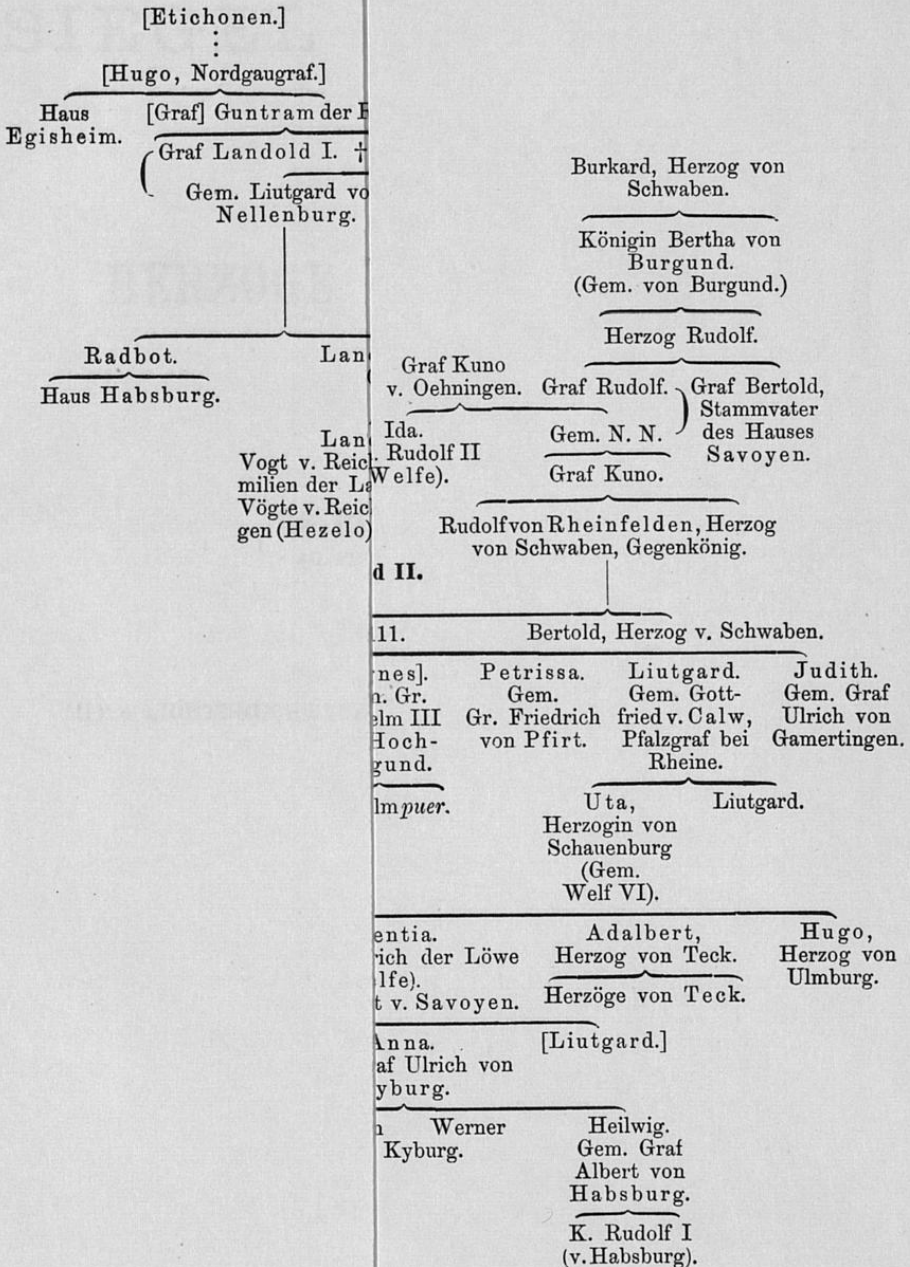 [Etichonen.]
[Hugo, Nordgaugraf.]
Haus
Egisheim.
[Graf] Guntram der
Graf Landold I. †
Gem. Liutgard
Nellenburg.
Radbot.
Haus Habsburg.
Lan
Lan
Vogt v. Reic
milien der La
Vögte v. Reic
gen (Hezelo)
Burkard, Herzog von
Schwaben.
Königin Bertha von
Burgund.
(Gem. von Burgund.)
Herzog Rudolf.
Graf Kuno
v. Oehningen.
Graf Rudolf.
Graf Bertold,
Stammvater
des Hauses
Savoyen.
Ida.
Rudolf II
Welfe).
Gem. N. N.
Graf Kuno.
Rudolf von Rheinfelden, Herzog
von Schwaben, Gegenkönig.
d II.
11.
Bertold, Herzog v. Schwaben.
nes].
Gr.
elm III
Hoch-
gund.
Petrissa.
Gem.
Gr. Friedrich
von Pfirt.
Liutgard.
Gem. Gott-
fried v. Calw,
Pfalzgraf bei
Rheine.
Judith.
Gem. Graf
Ulrich von
Gamertingen.
lm puer.
Uta,
Herzogin von
Schauenburg
(Gem.
Welf VI).
Liutgard.
entia.
rich der Löwe
lfe).
t v. Savoyen.
Adalbert,
Herzog von Teck.
Herzöge von Teck.
Hugo,
Herzog von
Ulmburg.
Anna.
af Ulrich von
yburg.
[Liutgard.]
n Werner
Kyburg.
Heilwig.
Gem. Graf
Albert von
Habsburg.
K. Rudolf I
(v. Habsburg).